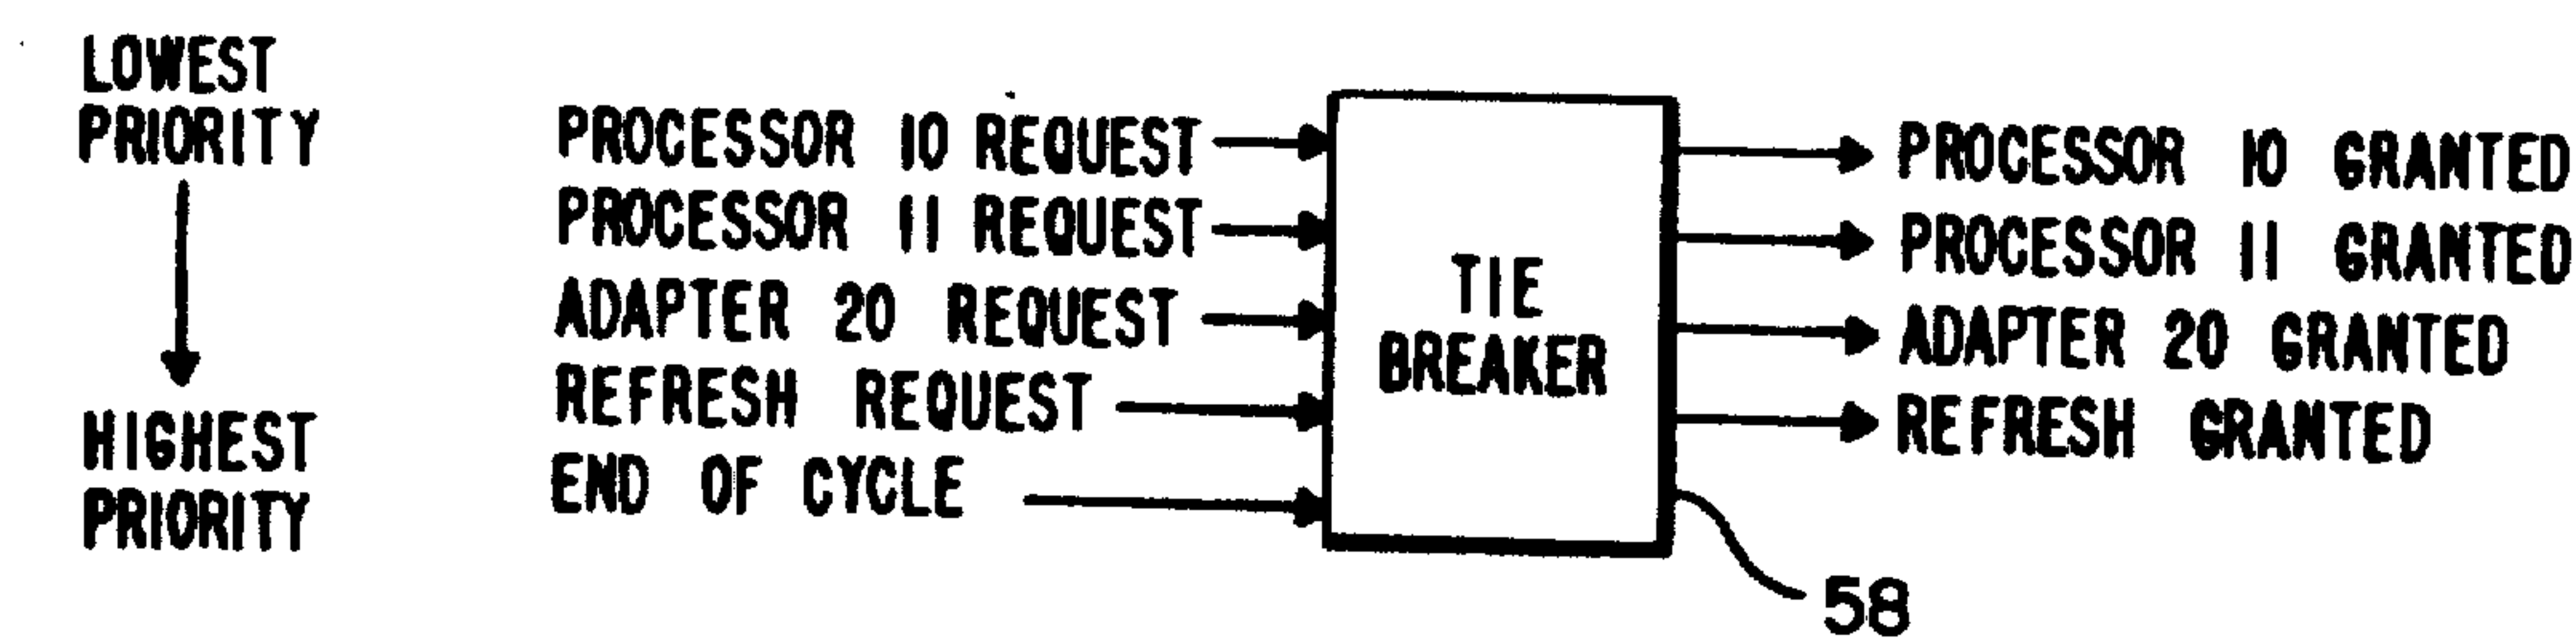 LOWEST
PRIORITY
HIGHEST
PRIORITY
PROCESSOR 10 REQUEST
PROCESSOR 11 REQUEST
ADAPTER 20 REQUEST
REFRESH REQUEST
END OF CYCLE
TIE
BREAKER
PROCESSOR 10 GRANTED
PROCESSOR 11 GRANTED
ADAPTER 20 GRANTED
REFRESH GRANTED
58